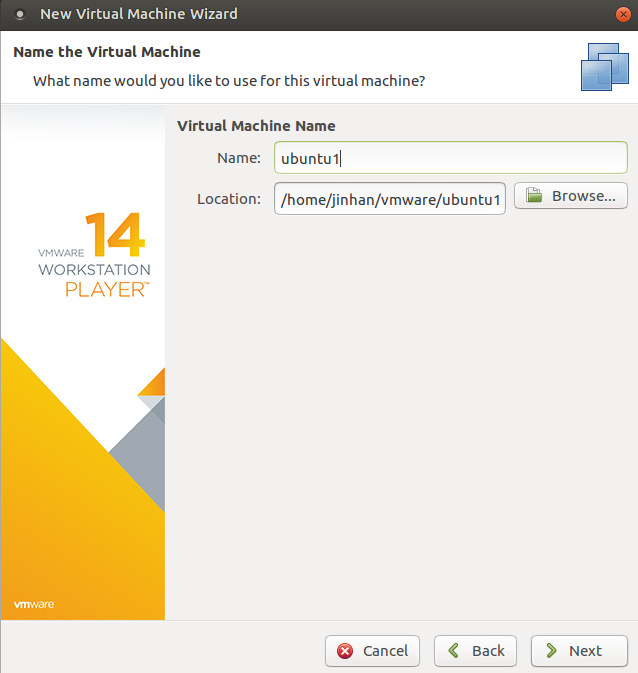 New Virtual Machine Wizard
Name the Virtual Machine
What name would you like to use for this virtual machine?
Virtual Machine Name
Name: ubuntu1
Location: /home/jinhan/vmware/ubuntu1 Browse...
VMWARE 14
WORKSTATION
PLAYER™
vmware
Cancel Back Next